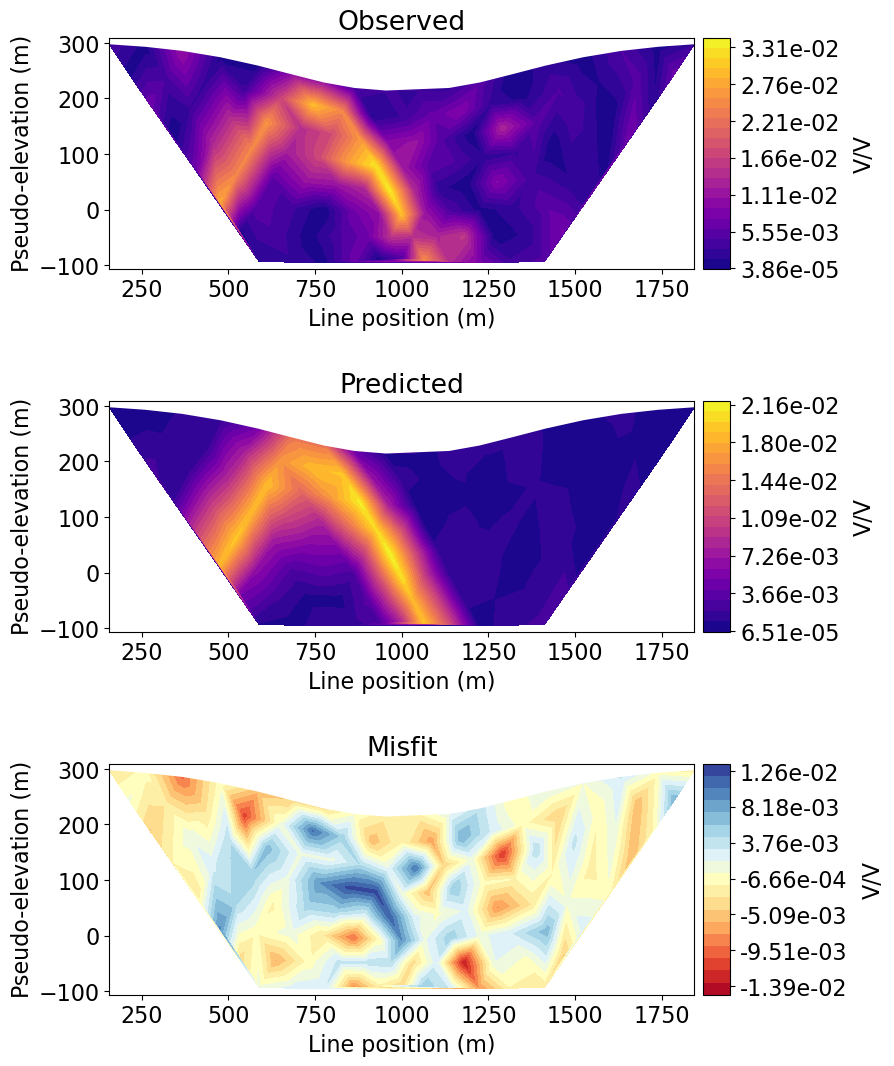 Observed
300
200
100
0
−100
Pseudo-elevation (m)
250 500 750 1000 1250 1500 1750
Line position (m)
3.31e-02
2.76e-02
2.21e-02
1.66e-02
1.11e-02
5.55e-03
3.86e-05
V/V
Predicted
300
200
100
0
−100
Pseudo-elevation (m)
250 500 750 1000 1250 1500 1750
Line position (m)
2.16e-02
1.80e-02
1.44e-02
1.09e-02
7.26e-03
3.66e-03
6.51e-05
V/V
Misfit
300
200
100
0
−100
Pseudo-elevation (m)
250 500 750 1000 1250 1500 1750
Line position (m)
1.26e-02
8.18e-03
3.76e-03
-6.66e-04
-5.09e-03
-9.51e-03
-1.39e-02
V/V